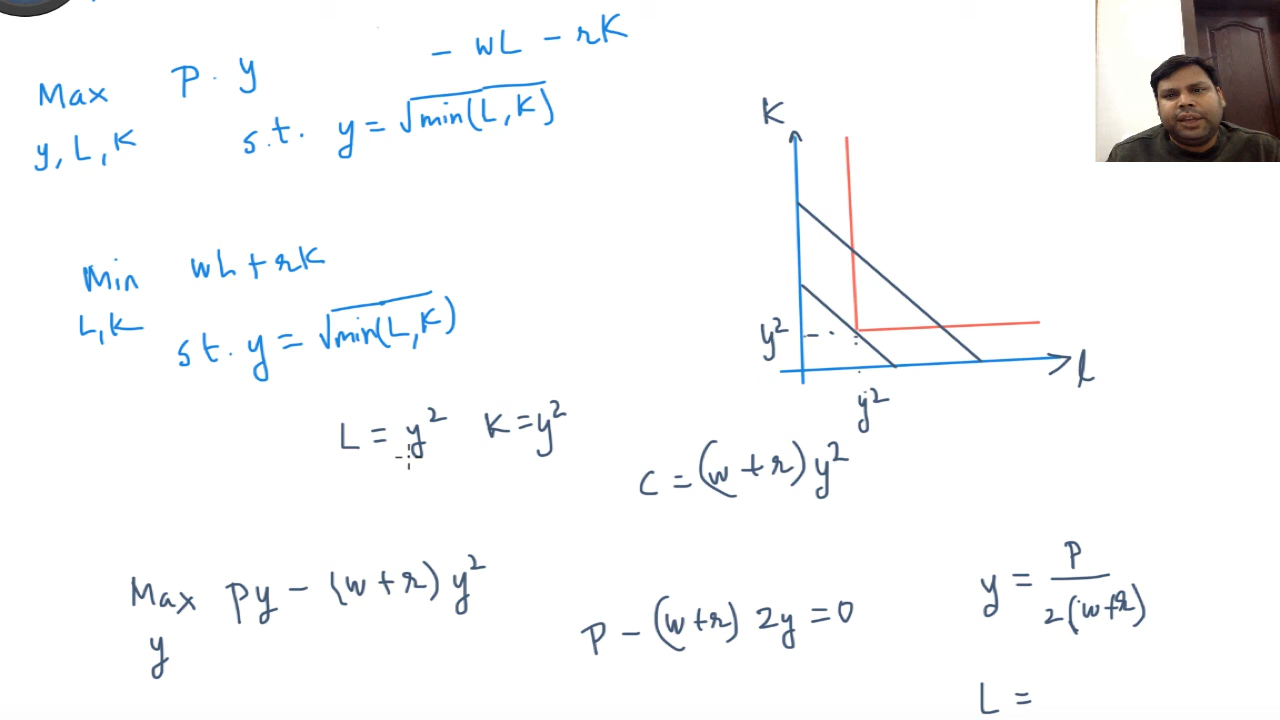 Max P. y - wL - rK
y, L, K s.t. y = √min(L, K)
Min wL + rK
L, K s.t. y = √min(L, K)
K
y²
y²
l
L = y² K = y²
C = (w + r) y²
Max Py - (w + r) y²
y
P - (w + r) 2y = 0
y = P / 2(w + r)
L =